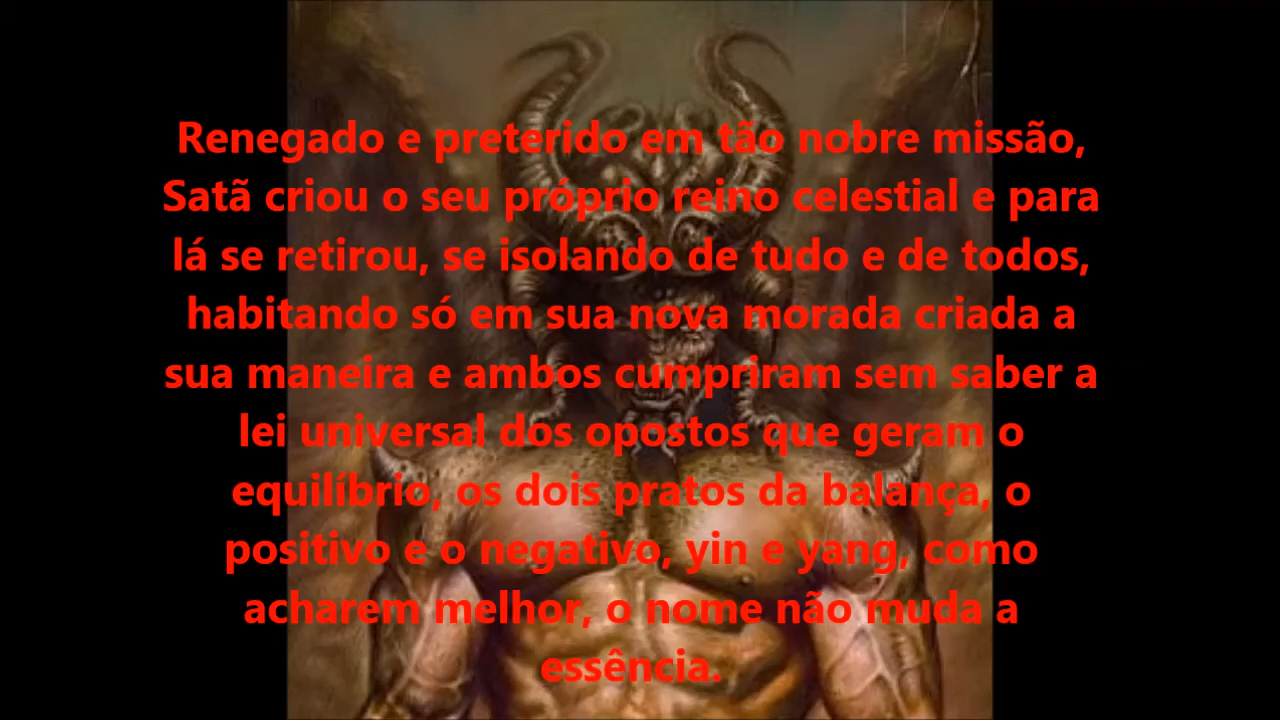 Renegado e preterido em tão nobre missão,
Satã criou o seu próprio reino celestial e para
lá se retirou, se isolando de tudo e de todos,
habitando só em sua nova morada criada a
sua maneira e ambos cumpriram sem saber a
lei universal dos opostos que geram o
equilíbrio, os dois pratos da balança, o
positivo e o negativo, yin e yang, como
acharem melhor, o nome não muda a
essência.